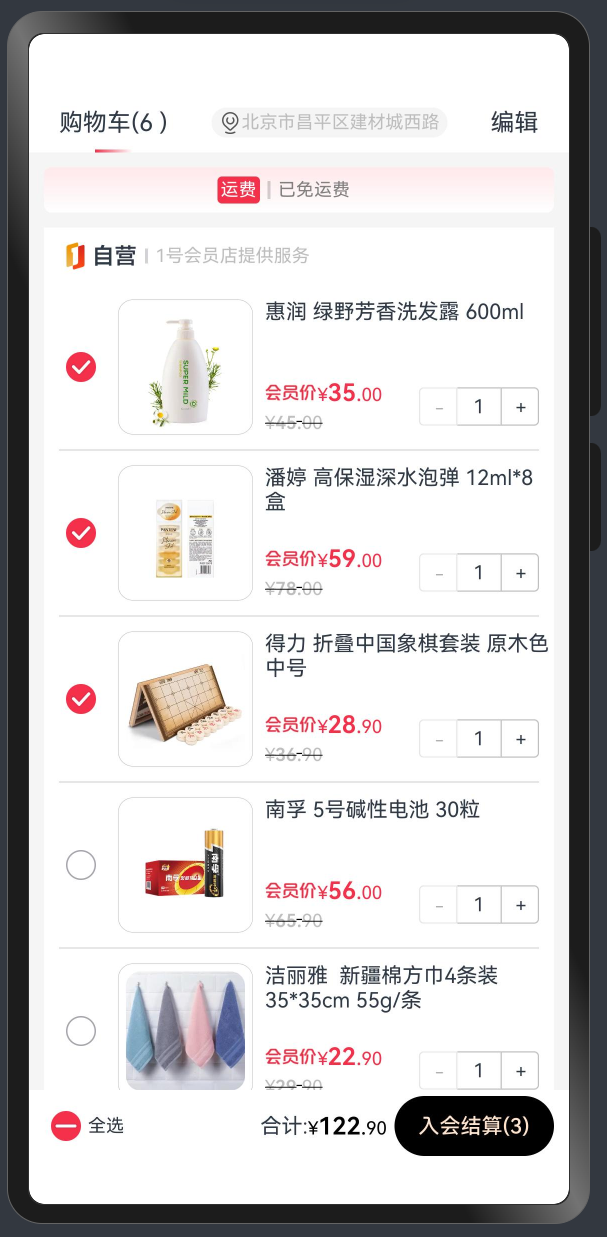 购物车(6 )
北京市昌平区建材城西路
编辑
运费
已免运费
自营
1号会员店提供服务
惠润 绿野芳香洗发露 600ml
SUPER MILD
会员价¥35.00
¥45.00
- 1 +
潘婷 高保湿深水泡弹 12ml*8
盒
会员价¥59.00
¥78.00
- 1 +
得力 折叠中国象棋套装 原木色
中号
会员价¥28.90
¥36.90
- 1 +
南孚 5号碱性电池 30粒
会员价¥56.00
¥65.90
- 1 +
洁丽雅  新疆棉方巾4条装
35*35cm 55g/条
会员价¥22.90
¥29.90
- 1 +
全选
合计:¥122.90
入会结算(3)